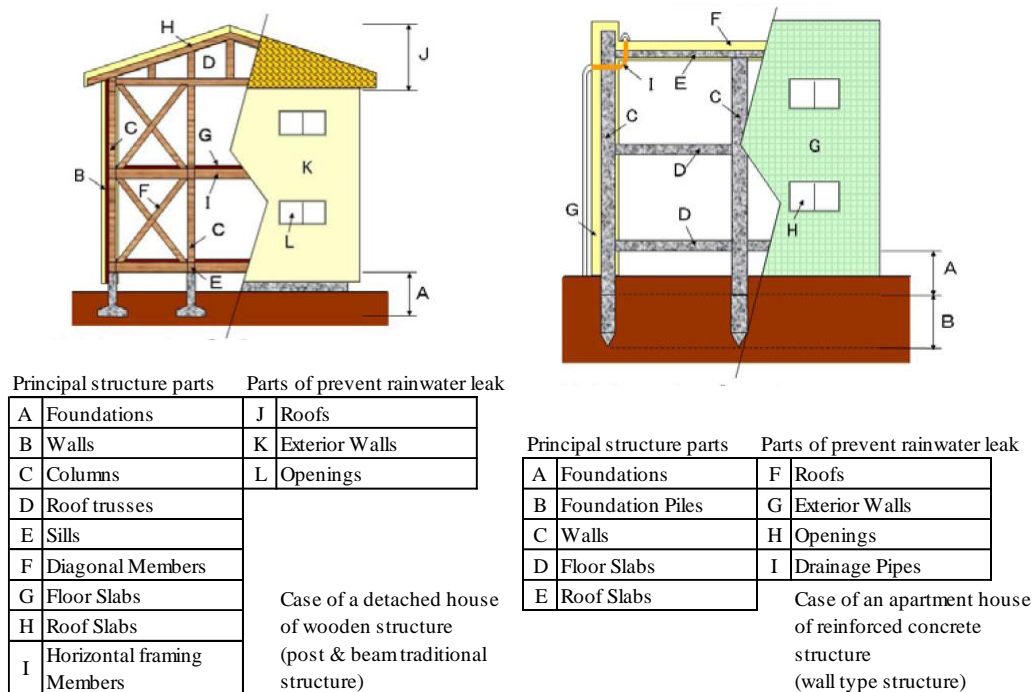 H
J
D
C
G
K
B
F
I
L
C
E
A
F
I
E
C
C
G
D
G
D
H
A
B
Principal structure parts Parts of prevent rainwater leak
A Foundations J Roofs
B Walls K Exterior Walls
C Columns L Openings
D Roof trusses
E Sills
F Diagonal Members
G Floor Slabs
H Roof Slabs
I Horizontal framing
Members
Case of a detached house
of wooden structure
(post & beam traditional
structure)
Principal structure parts Parts of prevent rainwater leak
A Foundations F Roofs
B Foundation Piles G Exterior Walls
C Walls H Openings
D Floor Slabs I Drainage Pipes
E Roof Slabs
Case of an apartment house
of reinforced concrete
structure
(wall type structure)